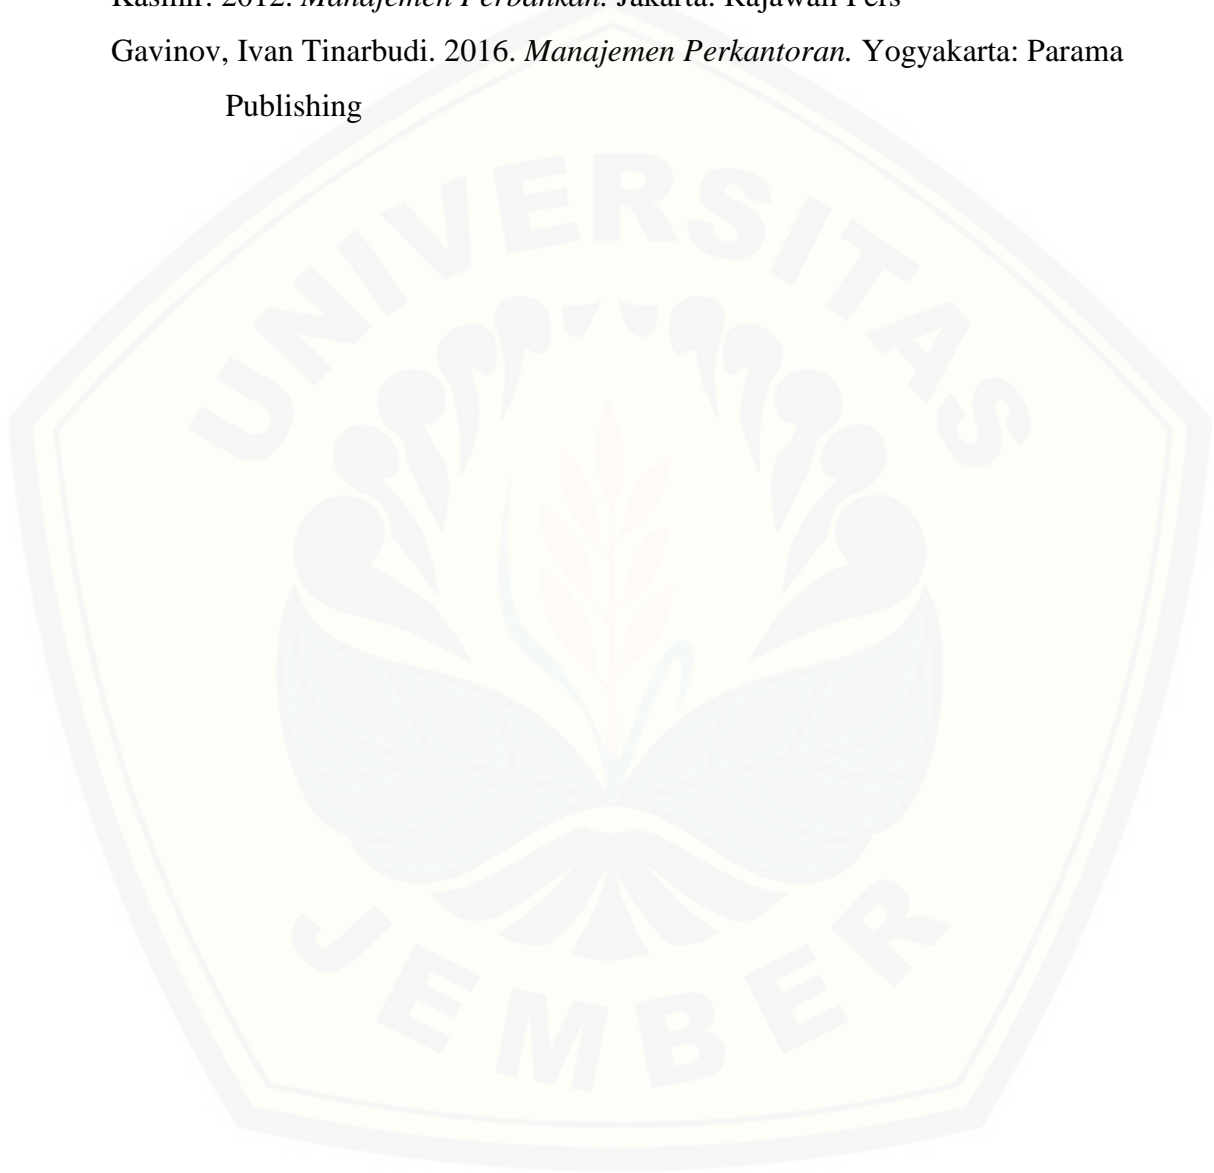 Kasmir. 2012. Manajemen Perbankan. Jakarta: Rajawali Pers
Gavinov, Ivan Tinarbudi. 2016. Manajemen Perkantoran. Yogyakarta: Parama
Publishing
UNIVERSITAS
JEMBER